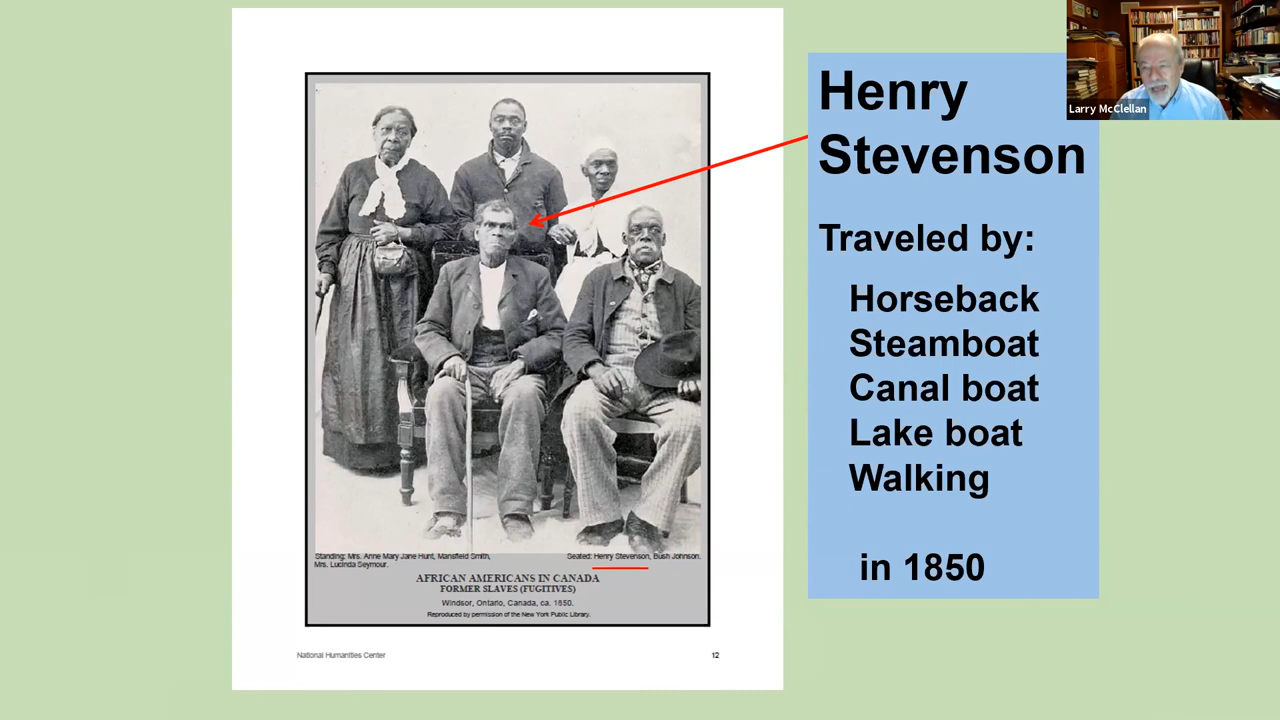 Henry
Stevenson
Larry McClellan
Traveled by:
Horseback
Steamboat
Canal boat
Lake boat
Walking
in 1850
Standing: Mrs. Anne Mary Jane Hunt, Mansfield Smith,
Mrs. Lucinda Seymour.
Seated: Henry Stevenson, Bush Johnson.
AFRICAN AMERICANS IN CANADA
FORMER SLAVES (FUGITIVES)
Windsor, Ontario, Canada, ca. 1850.
Reproduced by permission of the New York Public Library.
National Humanities Center
12